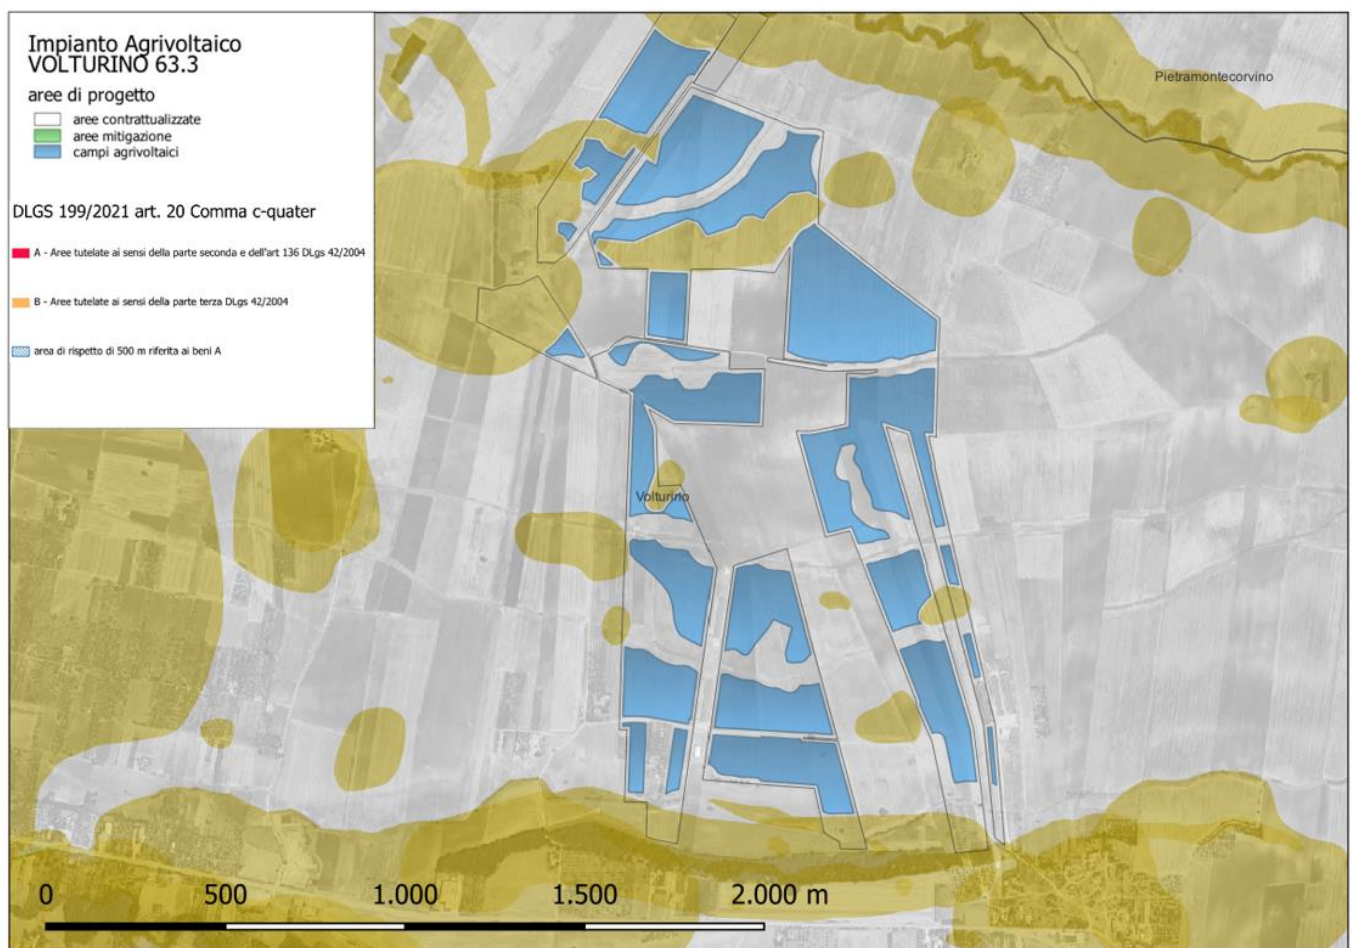 Impianto Agrivoltaico
VOLTURINO 63.3
aree di progetto
aree contrattualizzate
aree mitigazione
campi agrivoltaici
DLGS 199/2021 art. 20 Comma c-quater
A - Aree tutelate ai sensi della parte seconda e dell'art 136 DLgs 42/2004
B - Aree tutelate ai sensi della parte terza DLgs 42/2004
area di rispetto di 500 m riferita ai beni A
Pietramontecorvino
Volturino
0 500 1.000 1.500 2.000 m